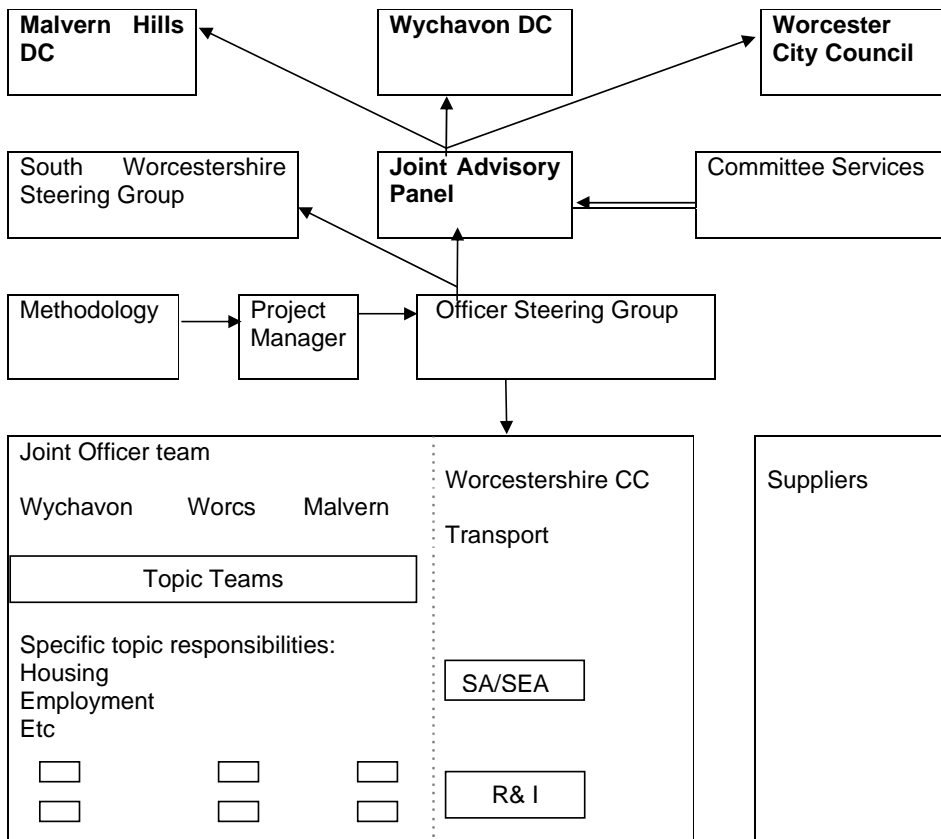 Malvern Hills
DC
Wychavon DC
Worcester
City Council
South Worcestershire
Steering Group
Joint Advisory
Panel
Committee Services
Methodology
Project
Manager
Officer Steering Group
Joint Officer team
Wychavon Worcs Malvern
Topic Teams
Specific topic responsibilities:
Housing
Employment
Etc
Worcestershire CC
Transport
SA/SEA
R& I
Suppliers